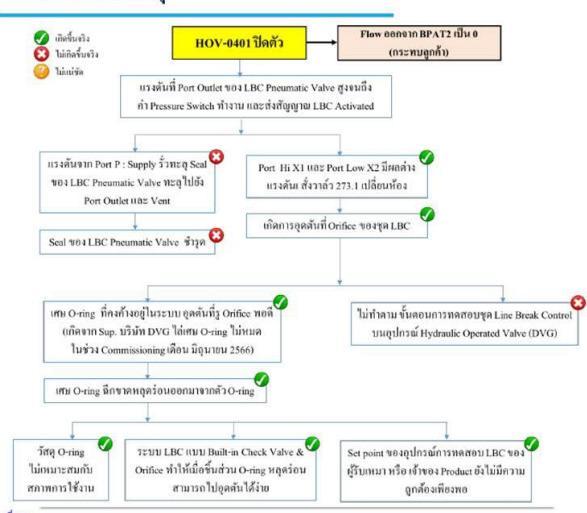 เกิดขึ้นจริง
ไม่เกิดขึ้นจริง
ไม่แน่ชัด
HOV-0401 ปิดตัว
Flow ออกจาก BPAT2 เป็น 0
(กระทบลูกค้า)
แรงดันที่ Port Outlet ของ LBC Pneumatic Valve สูงจนถึง
ค่า Pressure Switch ทำงาน และส่งสัญญาณ LBC Activated
แรงดันจาก Port P : Supply รั่วทะลุ Seal
ของ LBC Pneumatic Valve ทะลุไปยัง
Port Outlet และ Vent
Port Hi X1 และ Port Low X2 มีผลต่าง
แรงดัน สั่งวาล์ว 273.1 เปลี่ยนห้อง
Seal ของ LBC Pneumatic Valve ชำรุด
เกิดการอุดตันที่ Orifice ของชุด LBC
เศษ O-ring ที่คงค้างอยู่ในระบบ อุดตันที่รู Orifice พอดี
(เกิดจาก Sup. บริษัท DVG ไล่เศษ O-ring ไม่หมด
ในช่วง Commissioning เดือน มิถุนายน 2566)
ไม่ทำตาม ขั้นตอนการทดสอบชุด Line Break Control
บนอุปกรณ์ Hydraulic Operated Valve (DVG)
เศษ O-ring ฉีกขาดหลุดร่อนออกมาจากตัว O-ring
วัสดุ O-ring
ไม่เหมาะสมกับ
สภาพการใช้งาน
ระบบ LBC แบบ Built-in Check Valve &
Orifice ทำให้เมื่อชิ้นส่วน O-ring หลุดร่อน
สามารถไปอุดตันได้ง่าย
Set point ของอุปกรณ์การทดสอบ LBC ของ
ผู้รับเหมา หรือ เจ้าของ Product ยังไม่มีความ
ถูกต้องเพียงพอ